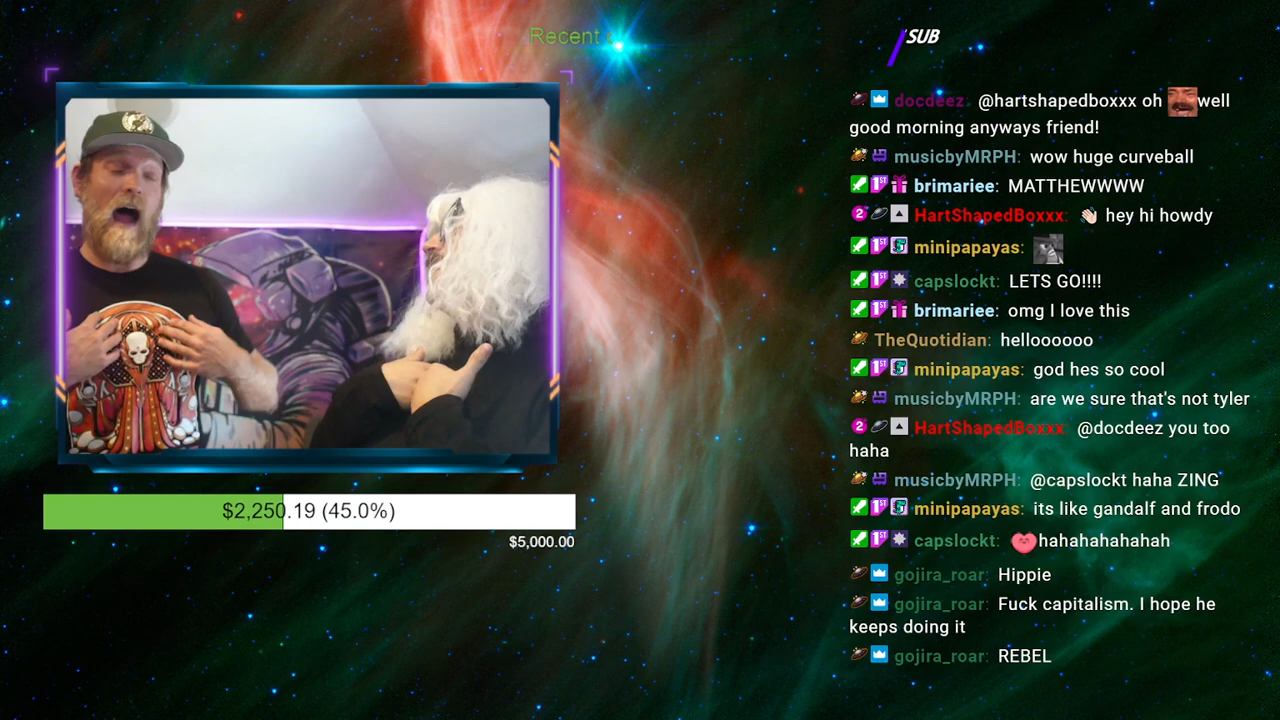 Recent
SUB
docdeez: @hartshapedboxxx oh well
good morning anyways friend!
musicbyMRPH: wow huge curveball
brimariee: MATTHEWWWW
HartShapedBoxxx: hey hi howdy
minipapayas:
capslockt: LETS GO!!!!
brimariee: omg I love this
TheQuotidian: helloooooo
minipapayas: god hes so cool
musicbyMRPH: are we sure that's not tyler
HartShapedBoxxx: @docdeez you too
haha
musicbyMRPH: @capslockt haha ZING
minipapayas: its like gandalf and frodo
capslockt: hahahahahahah
gojira_roar: Hippie
gojira_roar: Fuck capitalism. I hope he
keeps doing it
gojira_roar: REBEL
$2,250.19 (45.0%)
$5,000.00